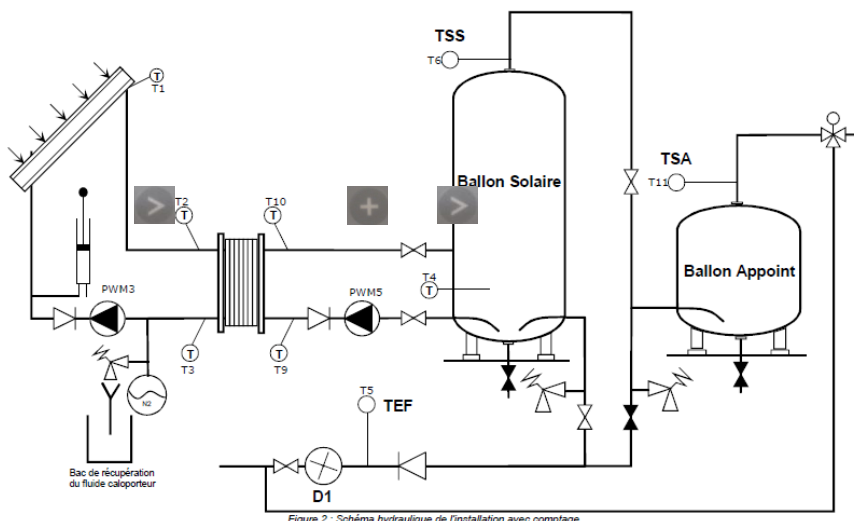 TSS
T6
T
T1
TSA
T11
Ballon Solaire
T2
T
T10
T
Ballon Appoint
T4
T
PWM3
PWM5
T
T3
T
T9
N2
T5
TEF
Bac de récupération
du fluide caloporteur
D1
Figure 2 : Schéma hydraulique de l'installation avec comptage